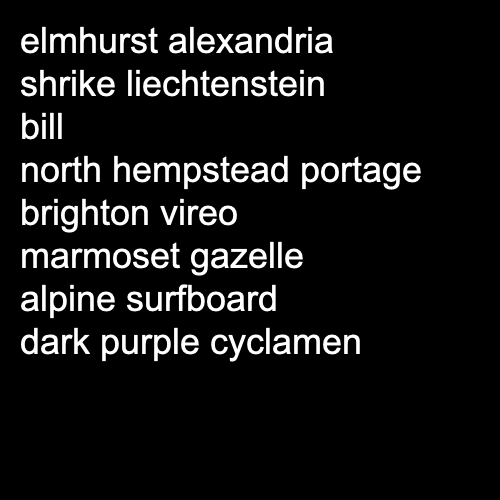 elmhurst alexandria
shrike liechtenstein
bill
north hempstead portage
brighton vireo
marmoset gazelle
alpine surfboard
dark purple cyclamen